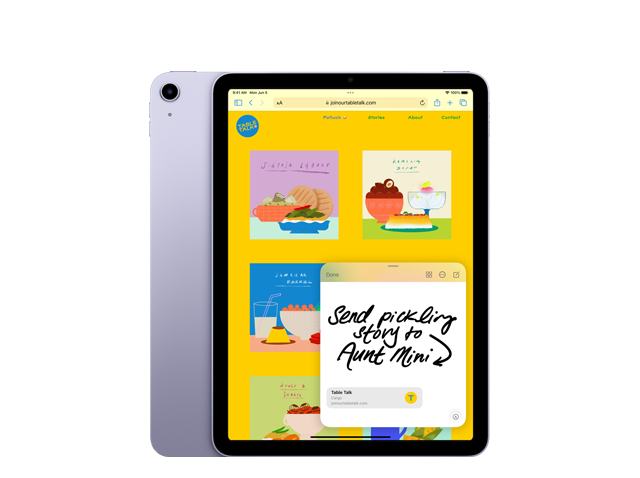 9:41 AM Mon Jun 5
100%
AA
joinourtabletalk.com
TABLE
TALK
Potluck
Stories
About
Contact
Done
Send pickling
story to
Aunt Mini
Table Talk
Cargo
joinourtabletalk.com
T